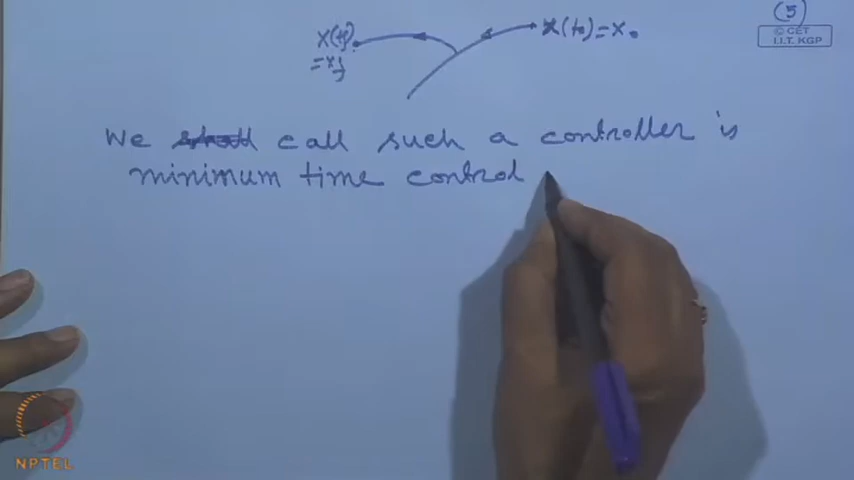 (5)
© CET
I.I.T. KGP
x(tf) x(t0)=x0
=xf
We shall call such a controller is
minimum time control
NPTEL